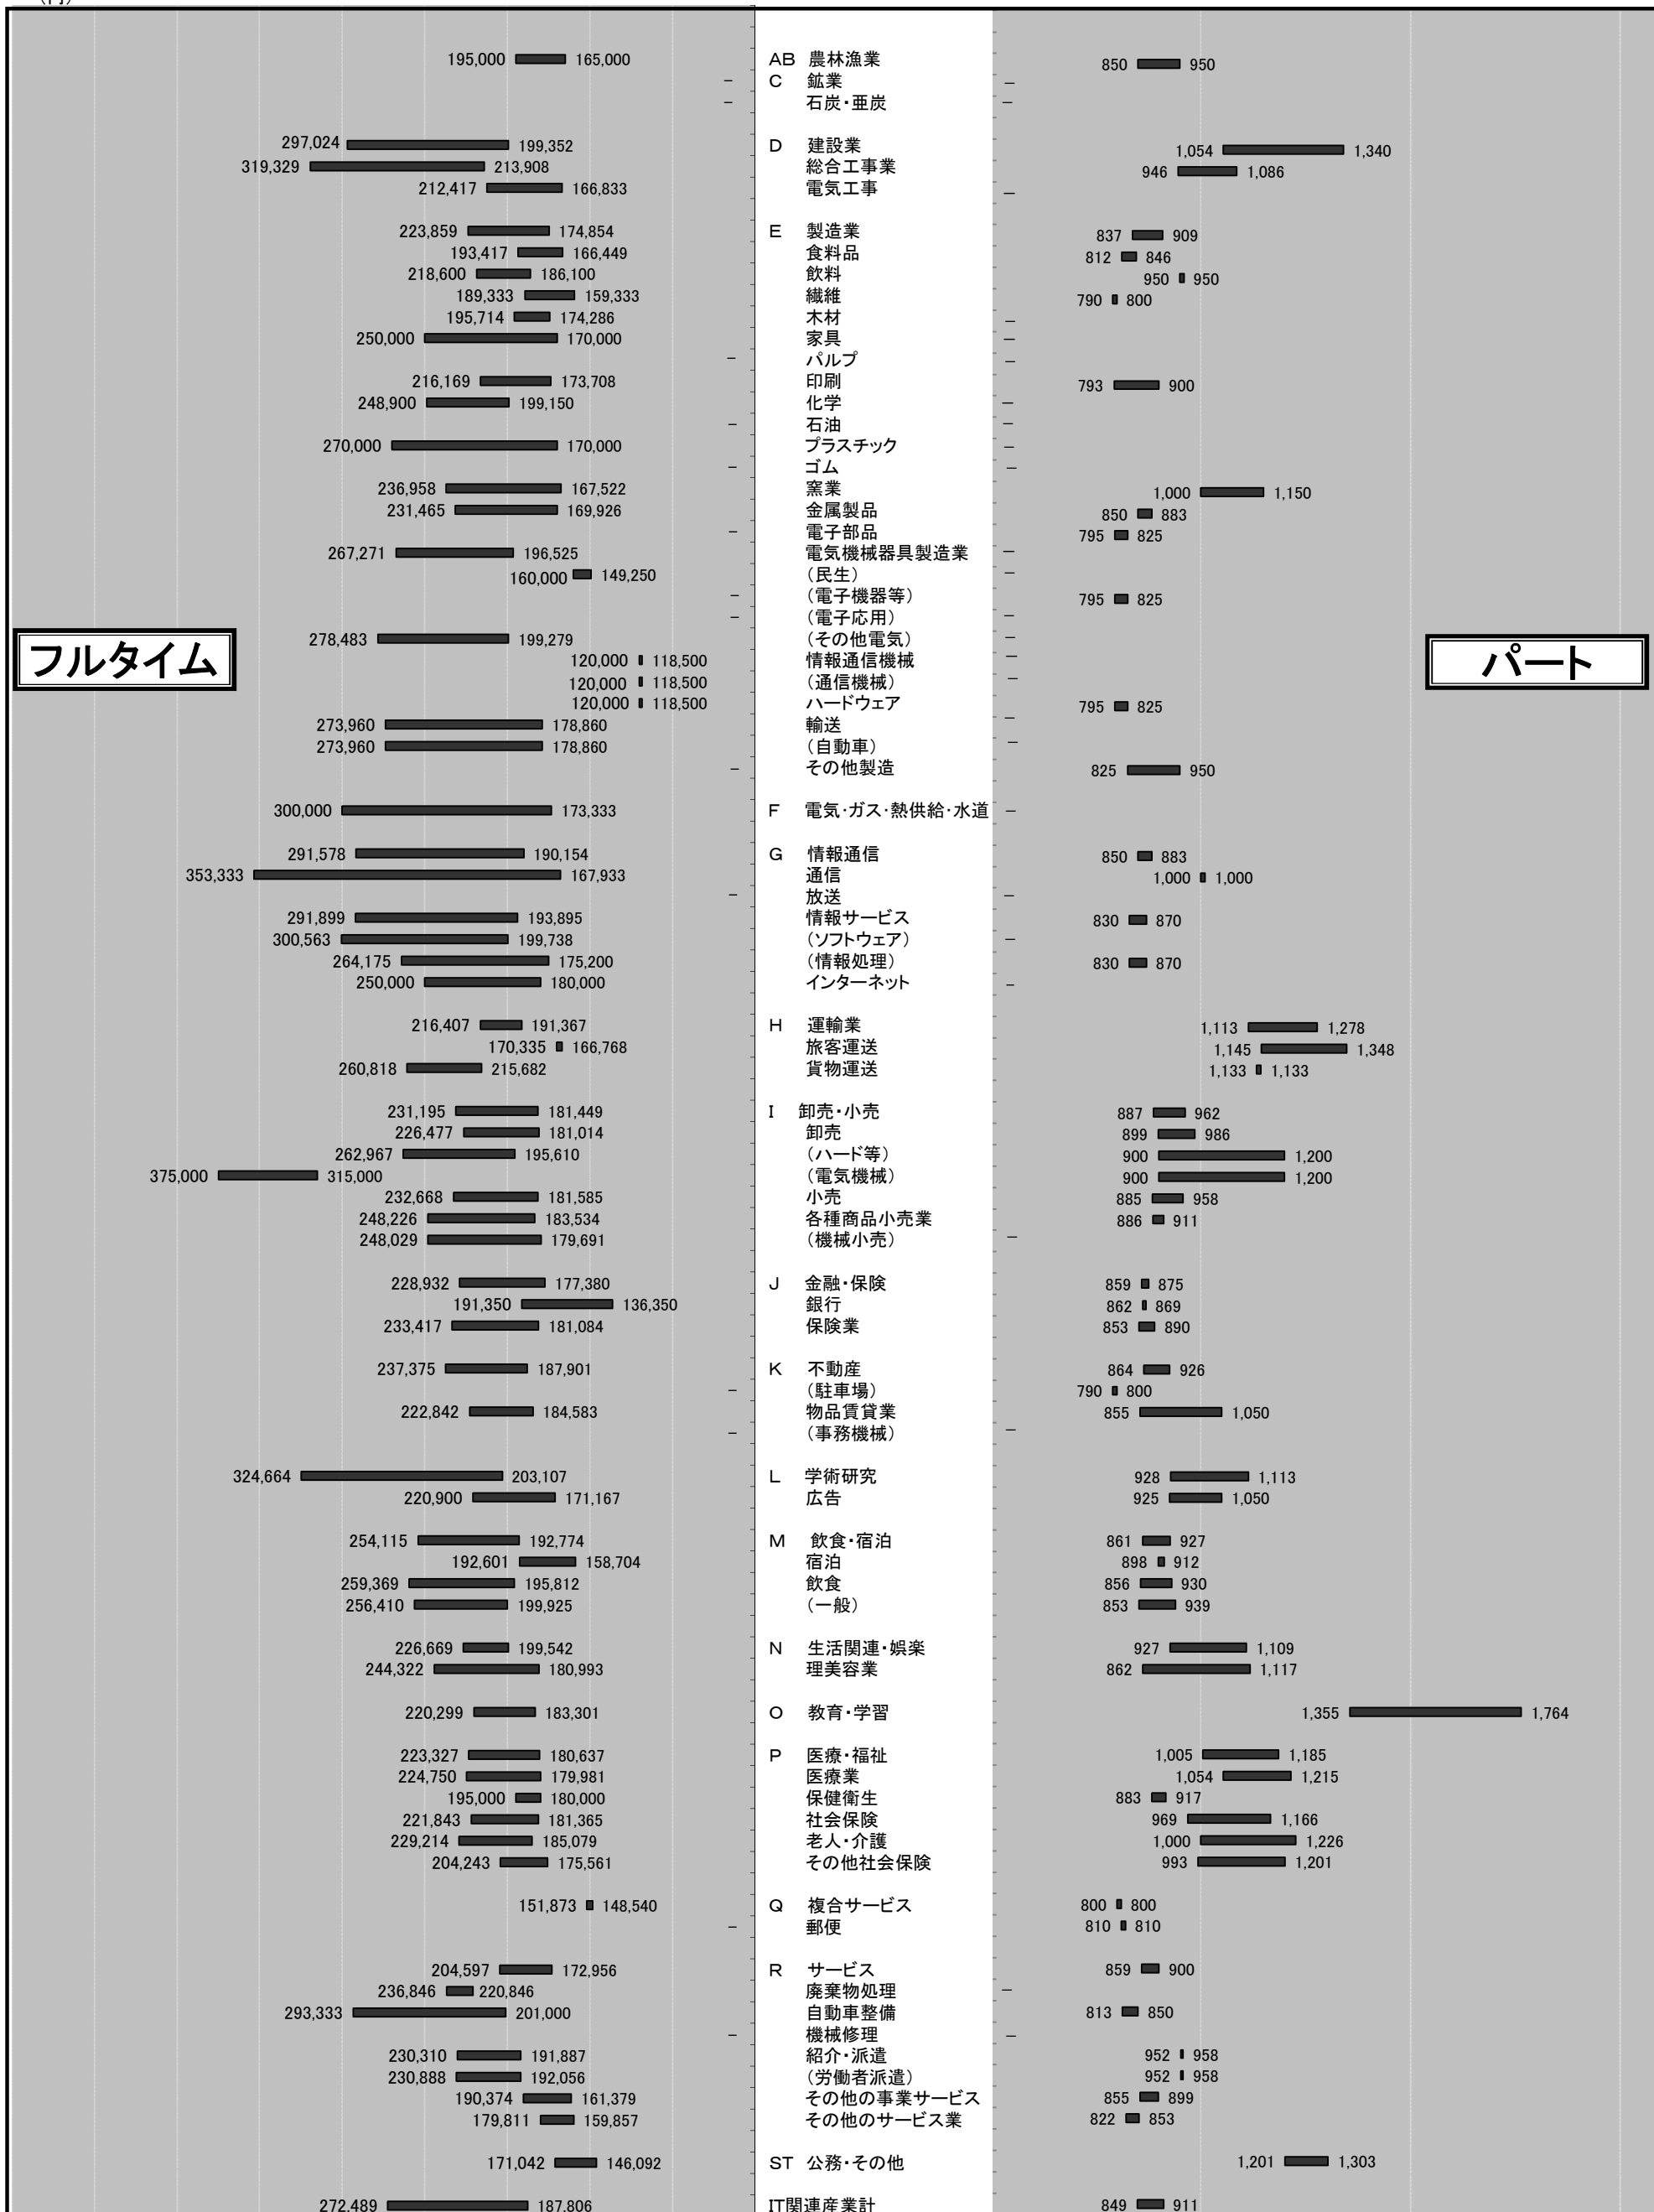 (円)
195,000 165,000 AB 農林漁業 850 950
− C 鉱業 −
− 石炭・亜炭 −
297,024 199,352 D 建設業 1,054 1,340
319,329 213,908 総合工事業 946 1,086
212,417 166,833 電気工事 −
223,859 174,854 E 製造業 837 909
193,417 166,449 食料品 812 846
218,600 186,100 飲料 950 950
189,333 159,333 繊維 790 800
195,714 174,286 木材 −
250,000 170,000 家具 −
− パルプ −
216,169 173,708 印刷 793 900
248,900 199,150 化学 −
− 石油 −
270,000 170,000 プラスチック −
− ゴム −
236,958 167,522 窯業 1,000 1,150
231,465 169,926 金属製品 850 883
− 電子部品 795 825
267,271 196,525 電気機械器具製造業 −
160,000 149,250 (民生) −
− (電子機器等) 795 825
− (電子応用) −
278,483 199,279 (その他電気) −
フルタイム
パート
120,000 118,500 情報通信機械 −
120,000 118,500 (通信機械) −
120,000 118,500 ハードウェア 795 825
273,960 178,860 輸送 −
273,960 178,860 (自動車) −
− その他製造 825 950
300,000 173,333 F 電気・ガス・熱供給・水道 −
291,578 190,154 G 情報通信 850 883
353,333 167,933 通信 1,000 1,000
− 放送 −
291,899 193,895 情報サービス 830 870
300,563 199,738 (ソフトウェア) −
264,175 175,200 (情報処理) 830 870
250,000 180,000 インターネット −
216,407 191,367 H 運輸業 1,113 1,278
170,335 166,768 旅客運送 1,145 1,348
260,818 215,682 貨物運送 1,133 1,133
231,195 181,449 I 卸売・小売 887 962
226,477 181,014 卸売 899 986
262,967 195,610 (ハード等) 900 1,200
375,000 315,000 (電気機械) 900 1,200
232,668 181,585 小売 885 958
248,226 183,534 各種商品小売業 886 911
248,029 179,691 (機械小売) −
228,932 177,380 J 金融・保険 859 875
191,350 136,350 銀行 862 869
233,417 181,084 保険業 853 890
237,375 187,901 K 不動産 864 926
− (駐車場) 790 800
222,842 184,583 物品賃貸業 855 1,050
− (事務機械) −
324,664 203,107 L 学術研究 928 1,113
220,900 171,167 広告 925 1,050
254,115 192,774 M 飲食・宿泊 861 927
192,601 158,704 宿泊 898 912
259,369 195,812 飲食 856 930
256,410 199,925 (一般) 853 939
226,669 199,542 N 生活関連・娯楽 927 1,109
244,322 180,993 理美容業 862 1,117
220,299 183,301 O 教育・学習 1,355 1,764
223,327 180,637 P 医療・福祉 1,005 1,185
224,750 179,981 医療業 1,054 1,215
195,000 180,000 保健衛生 883 917
221,843 181,365 社会保険 969 1,166
229,214 185,079 老人・介護 1,000 1,226
204,243 175,561 その他社会保険 993 1,201
151,873 148,540 Q 複合サービス 800 800
− 郵便 810 810
204,597 172,956 R サービス 859 900
236,846 220,846 廃棄物処理 −
293,333 201,000 自動車整備 813 850
− 機械修理 −
230,310 191,887 紹介・派遣 952 958
230,888 192,056 (労働者派遣) 952 958
190,374 161,379 その他の事業サービス 855 899
179,811 159,857 その他のサービス業 822 853
171,042 146,092 ST 公務・その他 1,201 1,303
272,489 187,806 IT関連産業計 849 911